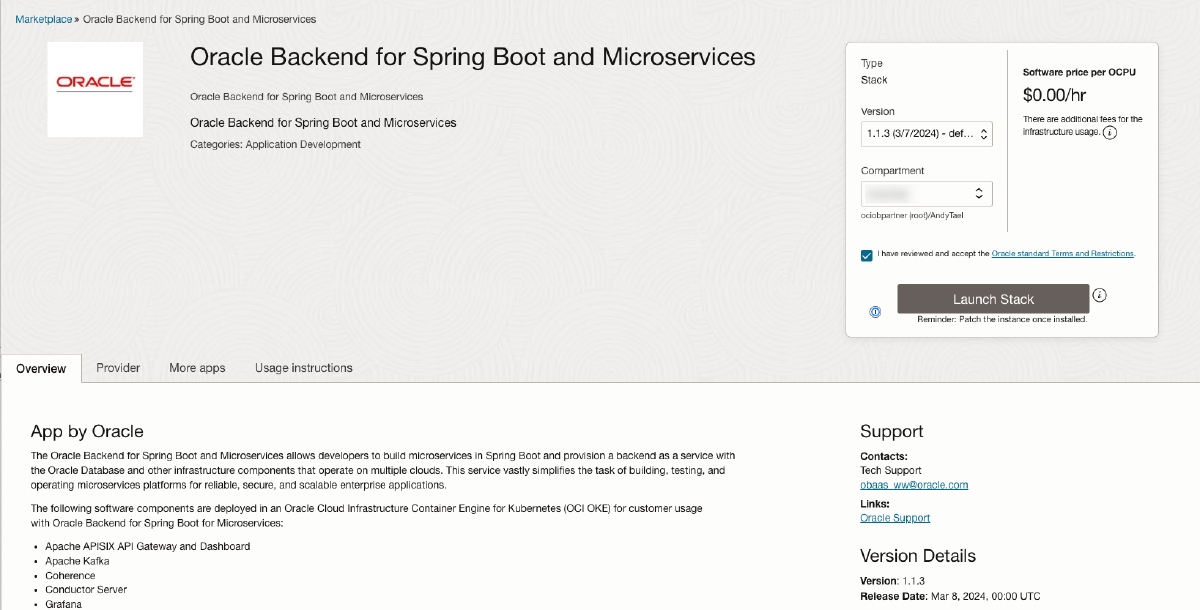 Marketplace » Oracle Backend for Spring Boot and Microservices
ORACLE
Oracle Backend for Spring Boot and Microservices
Oracle Backend for Spring Boot and Microservices
Oracle Backend for Spring Boot and Microservices
Categories: Application Development
Type
Stack
Version
1.1.3 (3/7/2024) - def...
Compartment
ociobpartner (root)/AndyTael
Software price per OCPU
$0.00/hr
There are additional fees for the
infrastructure usage.
I have reviewed and accept the Oracle standard Terms and Restrictions.
Launch Stack
Reminder: Patch the instance once installed.
Overview
Provider
More apps
Usage instructions
App by Oracle
The Oracle Backend for Spring Boot and Microservices allows developers to build microservices in Spring Boot and provision a backend as a service with
the Oracle Database and other infrastructure components that operate on multiple clouds. This service vastly simplifies the task of building, testing, and
operating microservices platforms for reliable, secure, and scalable enterprise applications.
The following software components are deployed in an Oracle Cloud Infrastructure Container Engine for Kubernetes (OCI OKE) for customer usage
with Oracle Backend for Spring Boot for Microservices:
• Apache APISIX API Gateway and Dashboard
• Apache Kafka
• Coherence
• Conductor Server
• Grafana
Support
Contacts:
Tech Support
obaas_ww@oracle.com
Links:
Oracle Support
Version Details
Version: 1.1.3
Release Date: Mar 8, 2024, 00:00 UTC